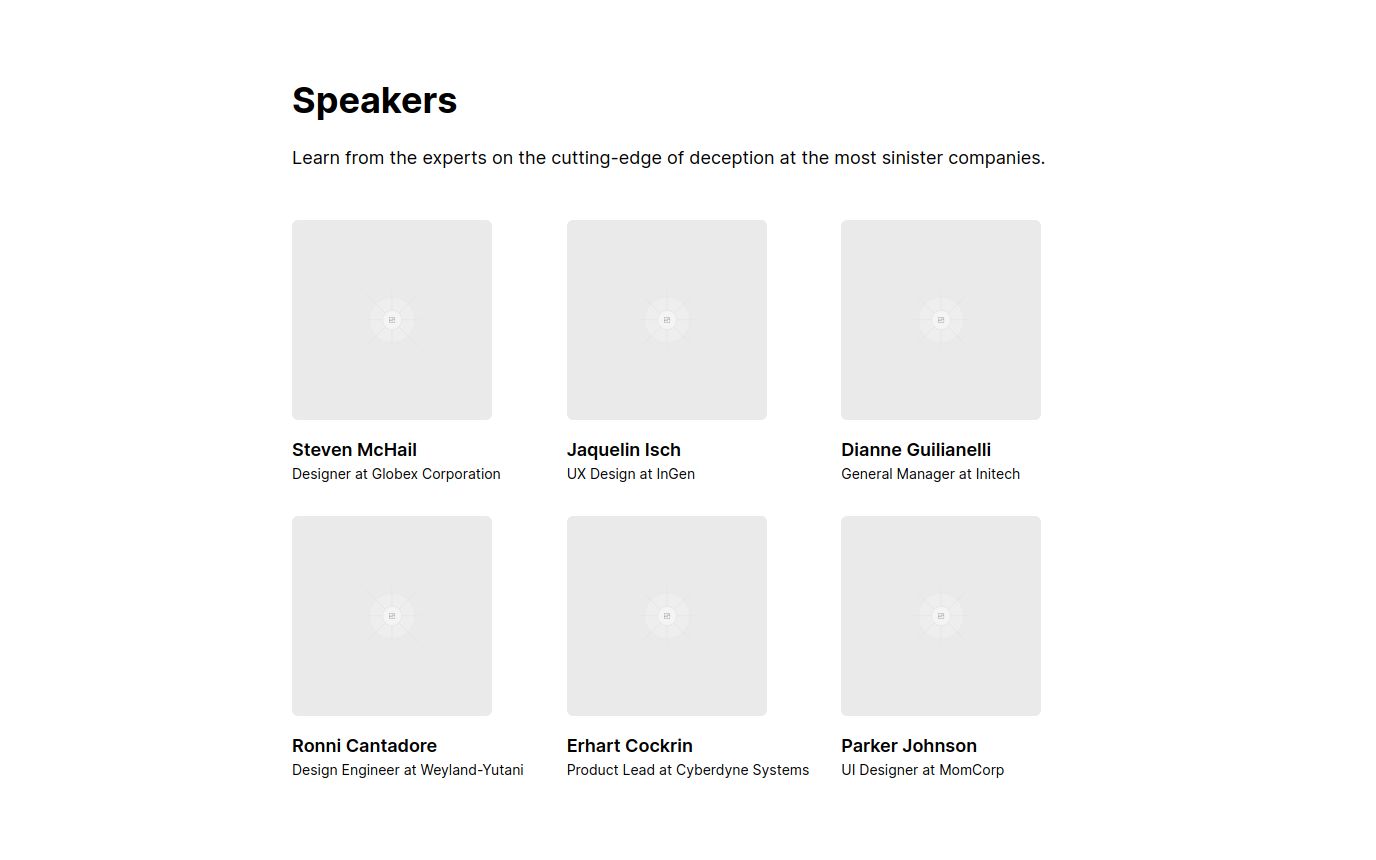 Speakers
Learn from the experts on the cutting-edge of deception at the most sinister companies.
Steven McHail
Designer at Globex Corporation
Jaquelin Isch
UX Design at InGen
Dianne Guilianelli
General Manager at Initech
Ronni Cantadore
Design Engineer at Weyland-Yutani
Erhart Cockrin
Product Lead at Cyberdyne Systems
Parker Johnson
UI Designer at MomCorp